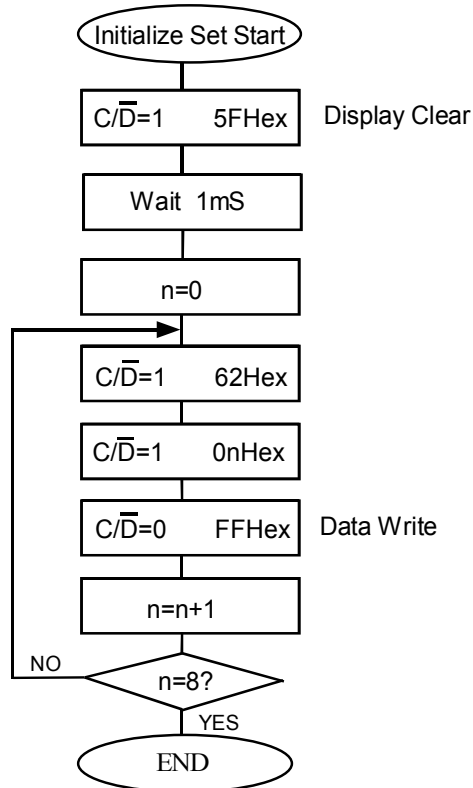 Initialize Set Start
C/D̅=1 5FHex Display Clear
Wait 1mS
n=0
C/D̅=1 62Hex
C/D̅=1 0nHex
C/D̅=0 FFHex Data Write
n=n+1
NO
n=8?
YES
END